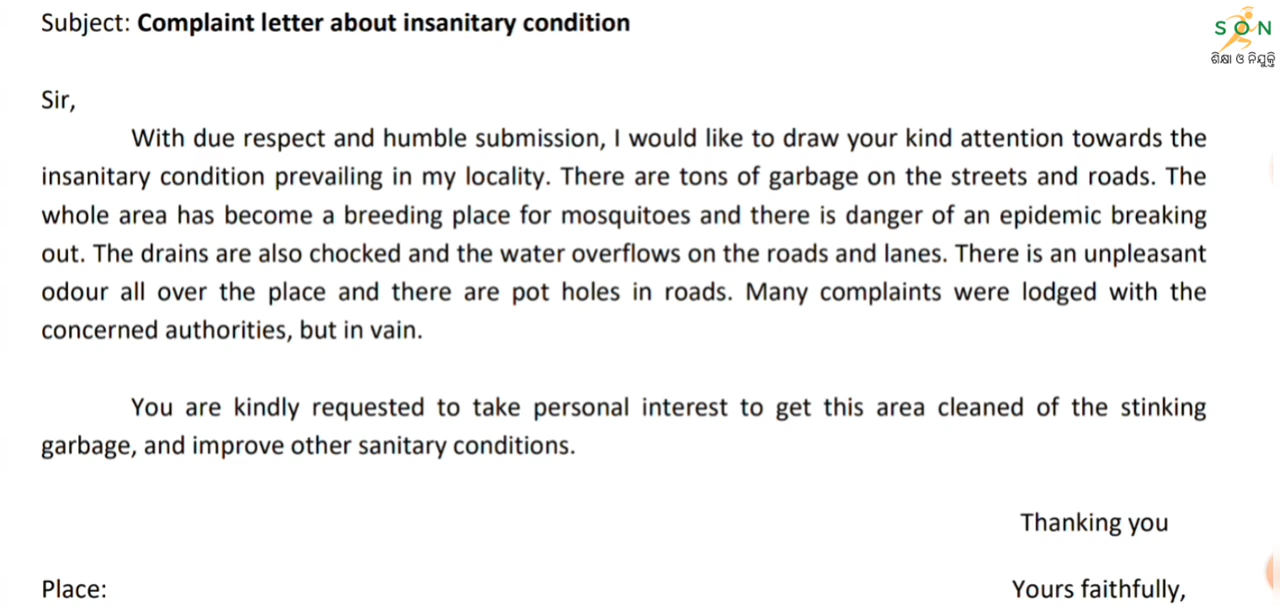 Subject: Complaint letter about insanitary condition
SON
ଶିକ୍ଷା ଓ ନିଯୁକ୍ତି
Sir,
With due respect and humble submission, I would like to draw your kind attention towards the
insanitary condition prevailing in my locality. There are tons of garbage on the streets and roads. The
whole area has become a breeding place for mosquitoes and there is danger of an epidemic breaking
out. The drains are also chocked and the water overflows on the roads and lanes. There is an unpleasant
odour all over the place and there are pot holes in roads. Many complaints were lodged with the
concerned authorities, but in vain.
You are kindly requested to take personal interest to get this area cleaned of the stinking
garbage, and improve other sanitary conditions.
Thanking you
Place:
Yours faithfully,